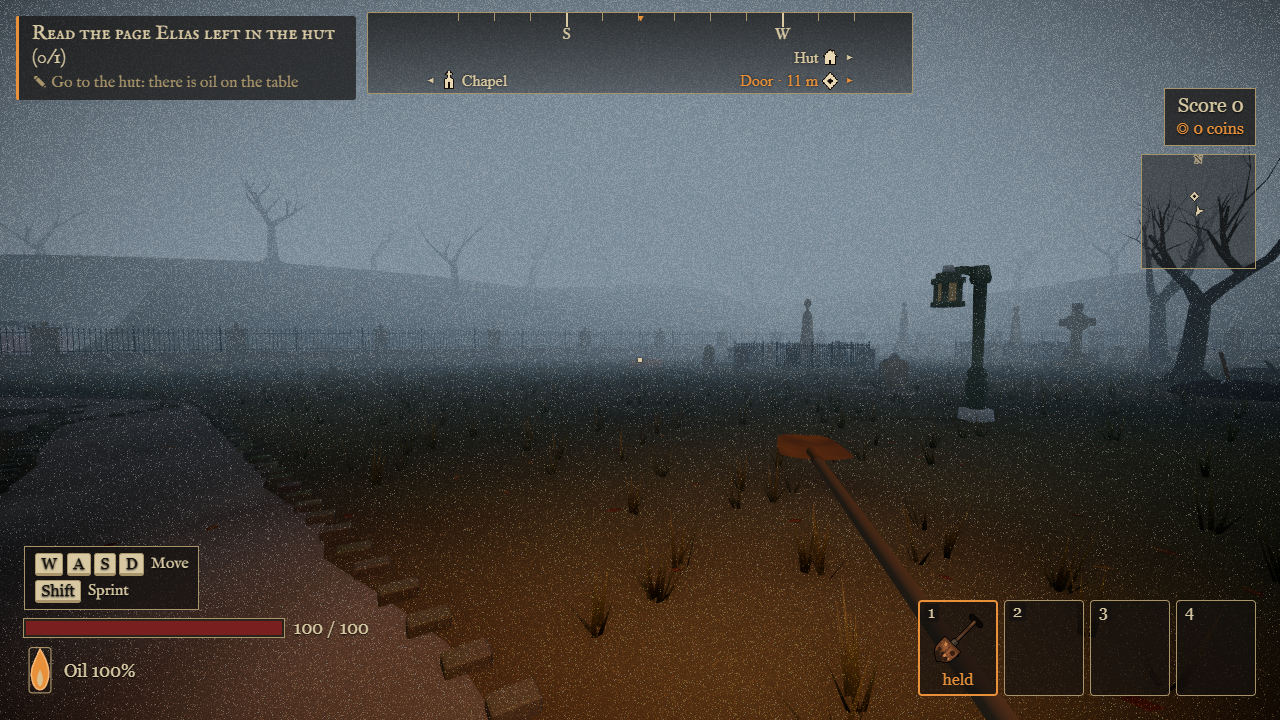 Read the page Elias left in the hut
(0/1)
Go to the hut: there is oil on the table
S
W
Hut
Chapel
Door · 11 m
Score 0
0 coins
W A S D Move
Shift Sprint
100 / 100
Oil 100%
1
held
2
3
4